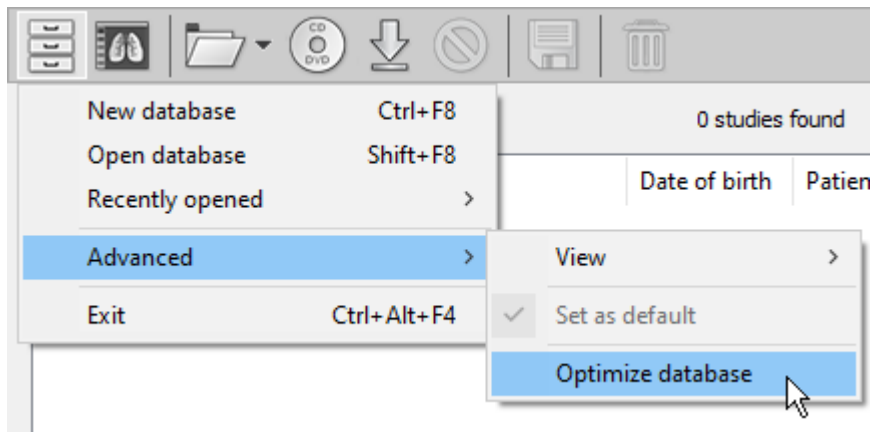 CD
DVD
New database Ctrl+F8
0 studies found
Open database Shift+F8
Date of birth Patien
Recently opened
Advanced
View
Exit Ctrl+Alt+F4
Set as default
Optimize database